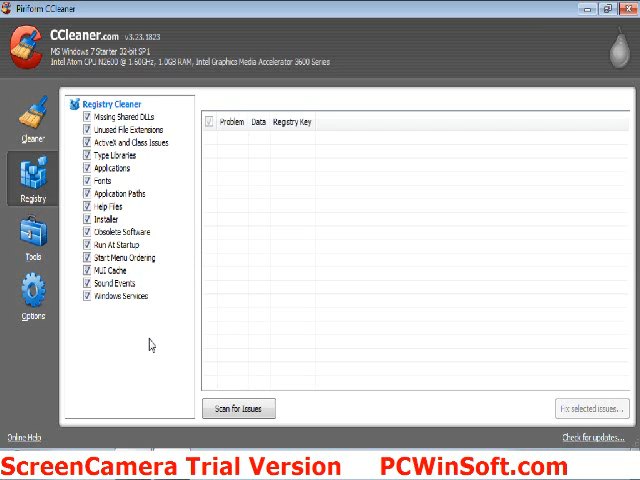 Piriform CCleaner
CCleaner.com v3.23.1823
MS Windows 7 Starter 32-bit SP1
Intel Atom CPU N2600 @ 1.60GHz, 1.0GB RAM, Intel Graphics Media Accelerator 3600 Series
Cleaner
Registry
Tools
Options
Registry Cleaner
Missing Shared DLLs
Unused File Extensions
ActiveX and Class Issues
Type Libraries
Applications
Fonts
Application Paths
Help Files
Installer
Obsolete Software
Run At Startup
Start Menu Ordering
MUI Cache
Sound Events
Windows Services
Problem Data Registry Key
Scan for Issues
Fix selected issues...
Online Help
Check for updates...
ScreenCamera Trial Version PCWinSoft.com